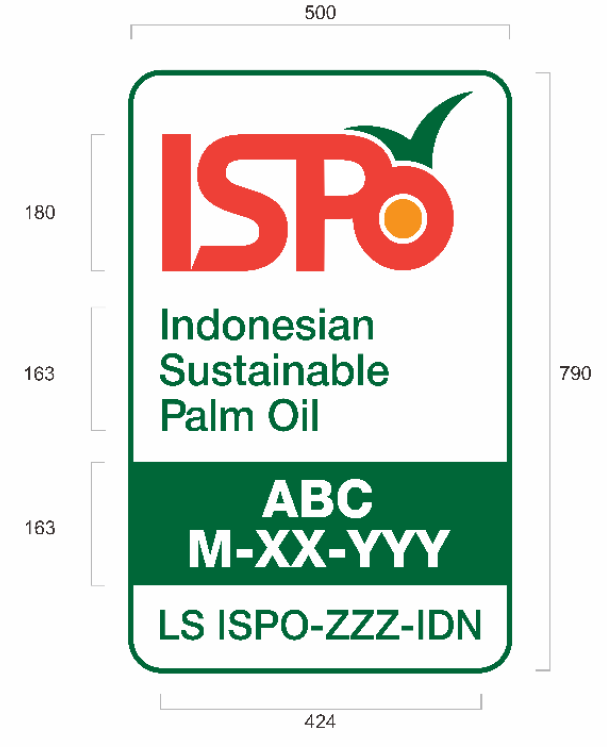 500
ISPO
180
Indonesian
Sustainable
Palm Oil
163
790
ABC
M-XX-YYY
163
LS ISPO-ZZZ-IDN
424